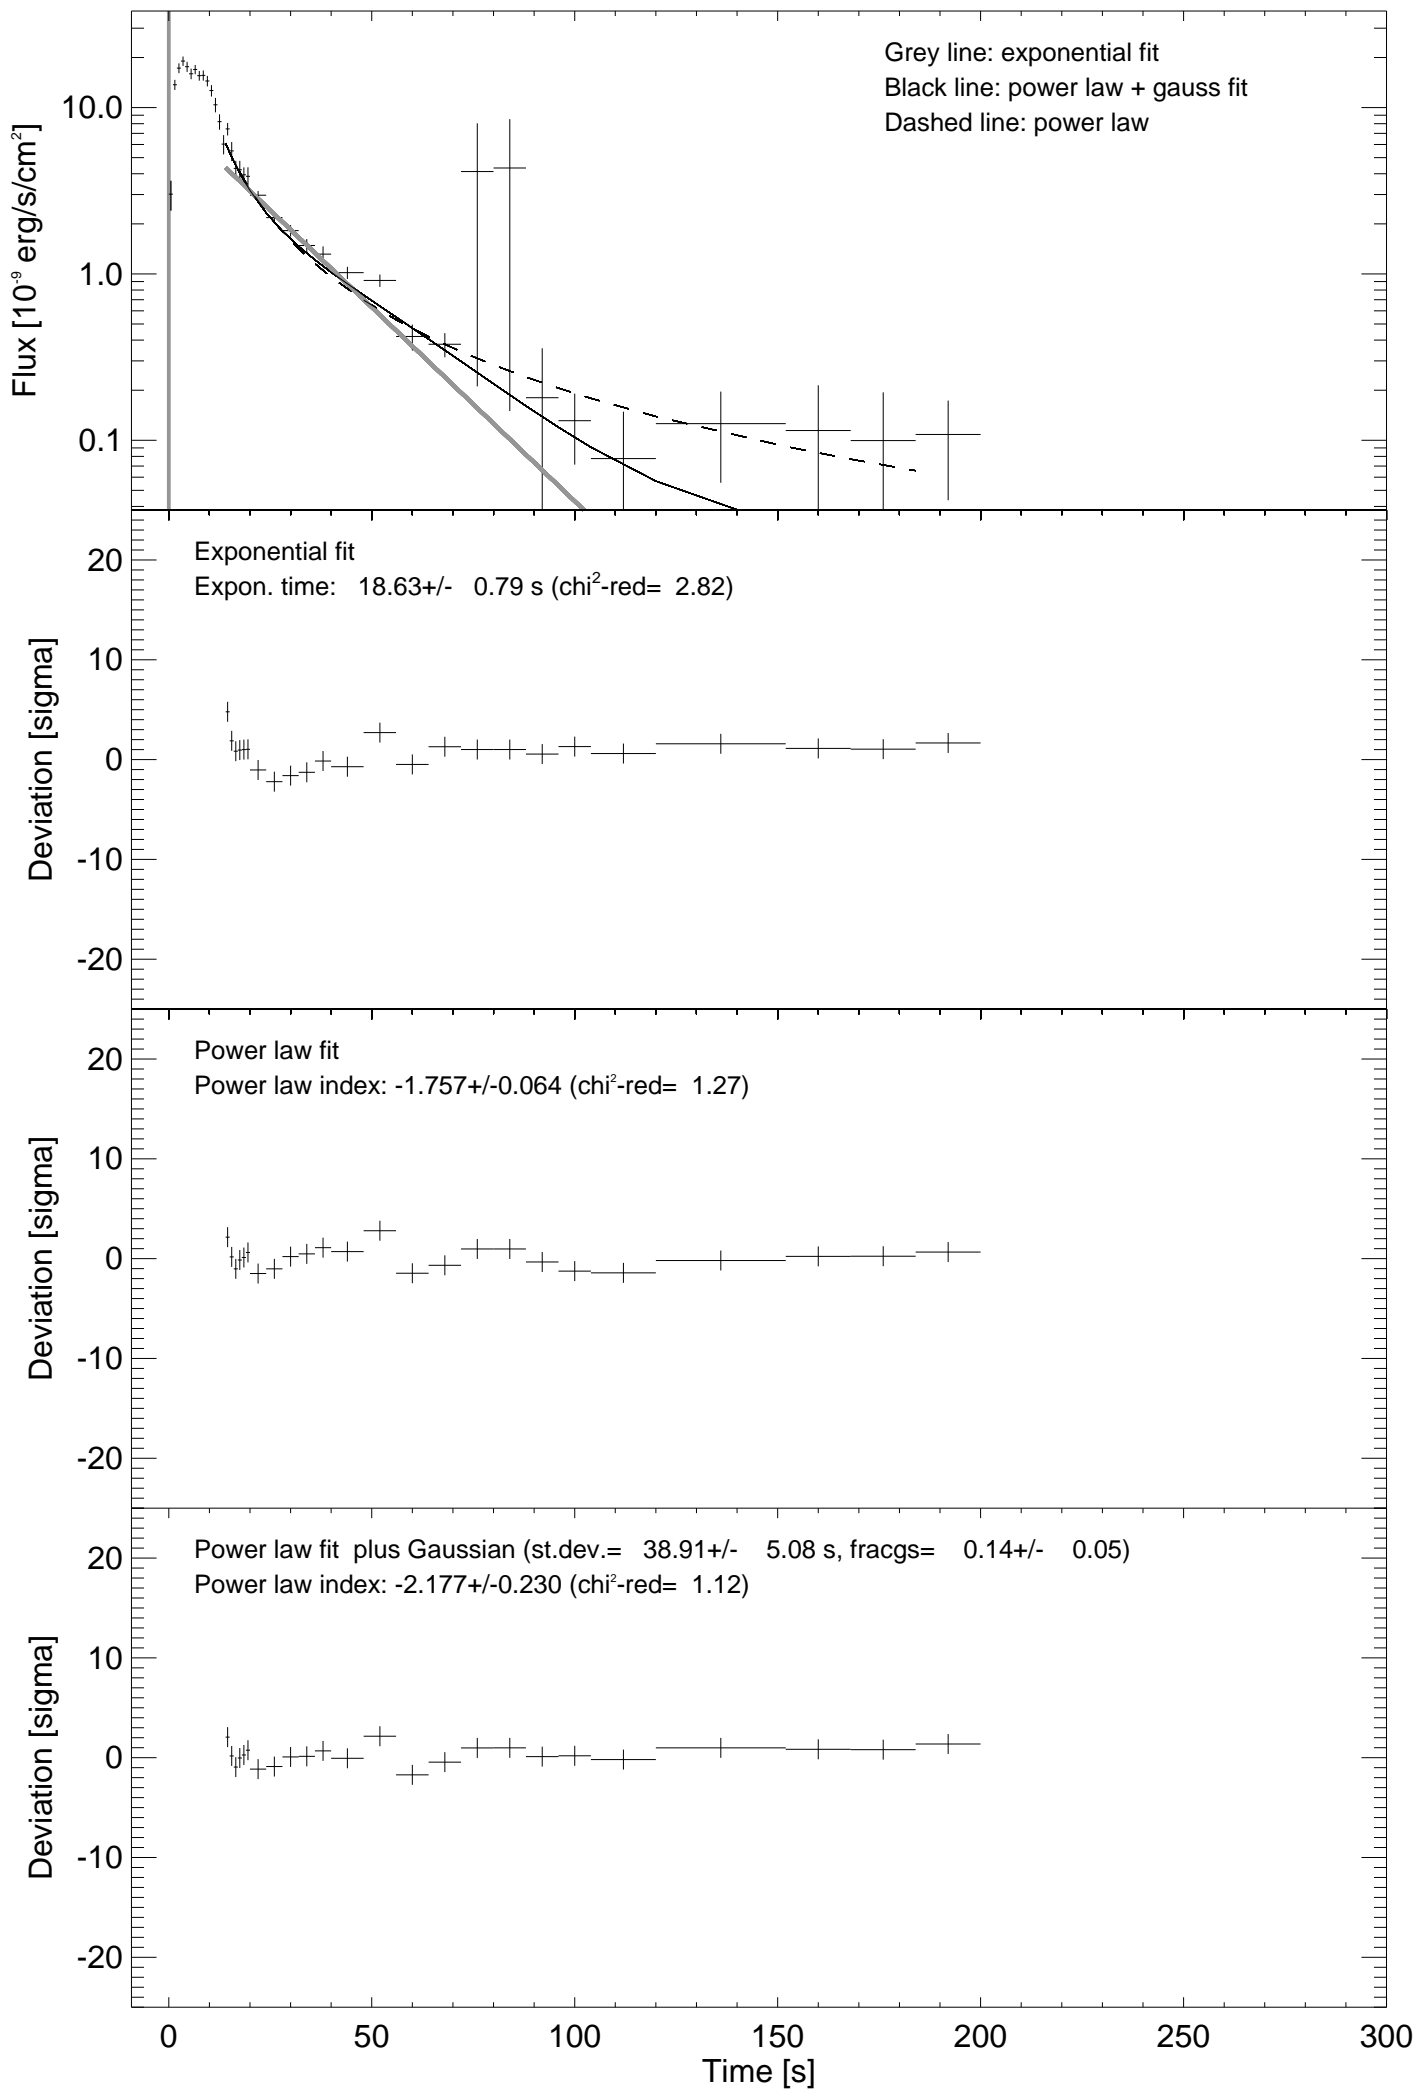 Grey line: exponential fit
Black line: power law + gauss fit
Dashed line: power law
10.0
1.0
0.1
Flux [10⁻⁹ erg/s/cm²]
Exponential fit
Expon. time: 18.63+/- 0.79 s (chi²-red= 2.82)
20
10
0
-10
-20
Deviation [sigma]
Power law fit
Power law index: -1.757+/-0.064 (chi²-red= 1.27)
20
10
0
-10
-20
Deviation [sigma]
Power law fit plus Gaussian (st.dev.= 38.91+/- 5.08 s, fracgs= 0.14+/- 0.05)
Power law index: -2.177+/-0.230 (chi²-red= 1.12)
20
10
0
-10
-20
Deviation [sigma]
0 50 100 150 200 250 300
Time [s]